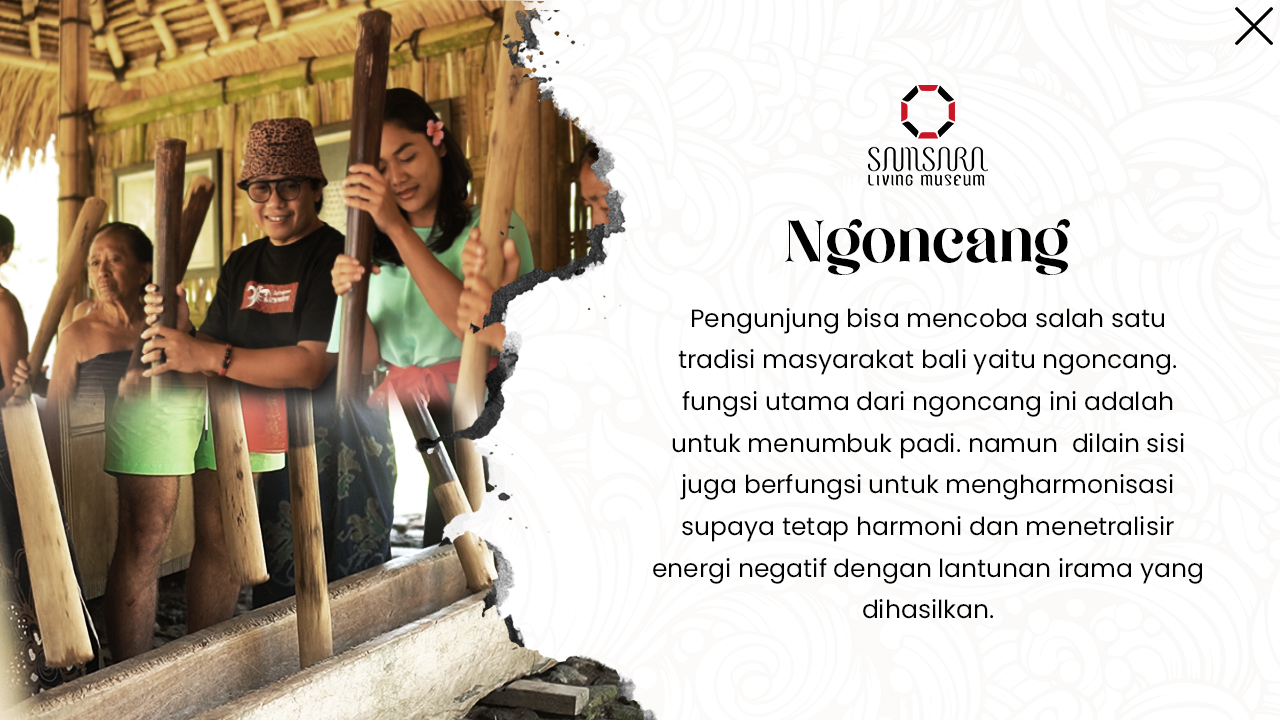 SAMSARA
LIVING MUSEUM
Ngoncang
Pengunjung bisa mencoba salah satu
tradisi masyarakat bali yaitu ngoncang.
fungsi utama dari ngoncang ini adalah
untuk menumbuk padi. namun  dilain sisi
juga berfungsi untuk mengharmonisasi
supaya tetap harmoni dan menetralisir
energi negatif dengan lantunan irama yang
dihasilkan.